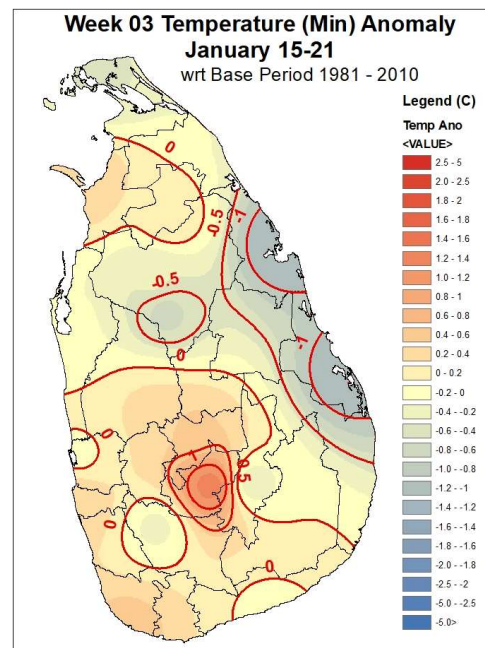 Week 03 Temperature (Min) Anomaly
January 15-21
wrt Base Period 1981 - 2010
Legend (C)
Temp Ano
<VALUE>
2.5 - 5
2.0 - 2.5
1.8 - 2
1.6 - 1.8
1.4 - 1.6
1.2 - 1.4
1.0 - 1.2
0.8 - 1
0.6 - 0.8
0.4 - 0.6
0.2 - 0.4
0 - 0.2
-0.2 - 0
-0.4 - -0.2
-0.6 - -0.4
-0.8 - -0.6
-1.0 - -0.8
-1.2 - -1
-1.4 - -1.2
-1.6 - -1.4
-1.8 - -1.6
-2.0 - -1.8
-2.5 - -2
-5.0 - -2.5
-5.0>
0
-0.5
-1
-0.5
-1
0
0
1
0.5
0
0